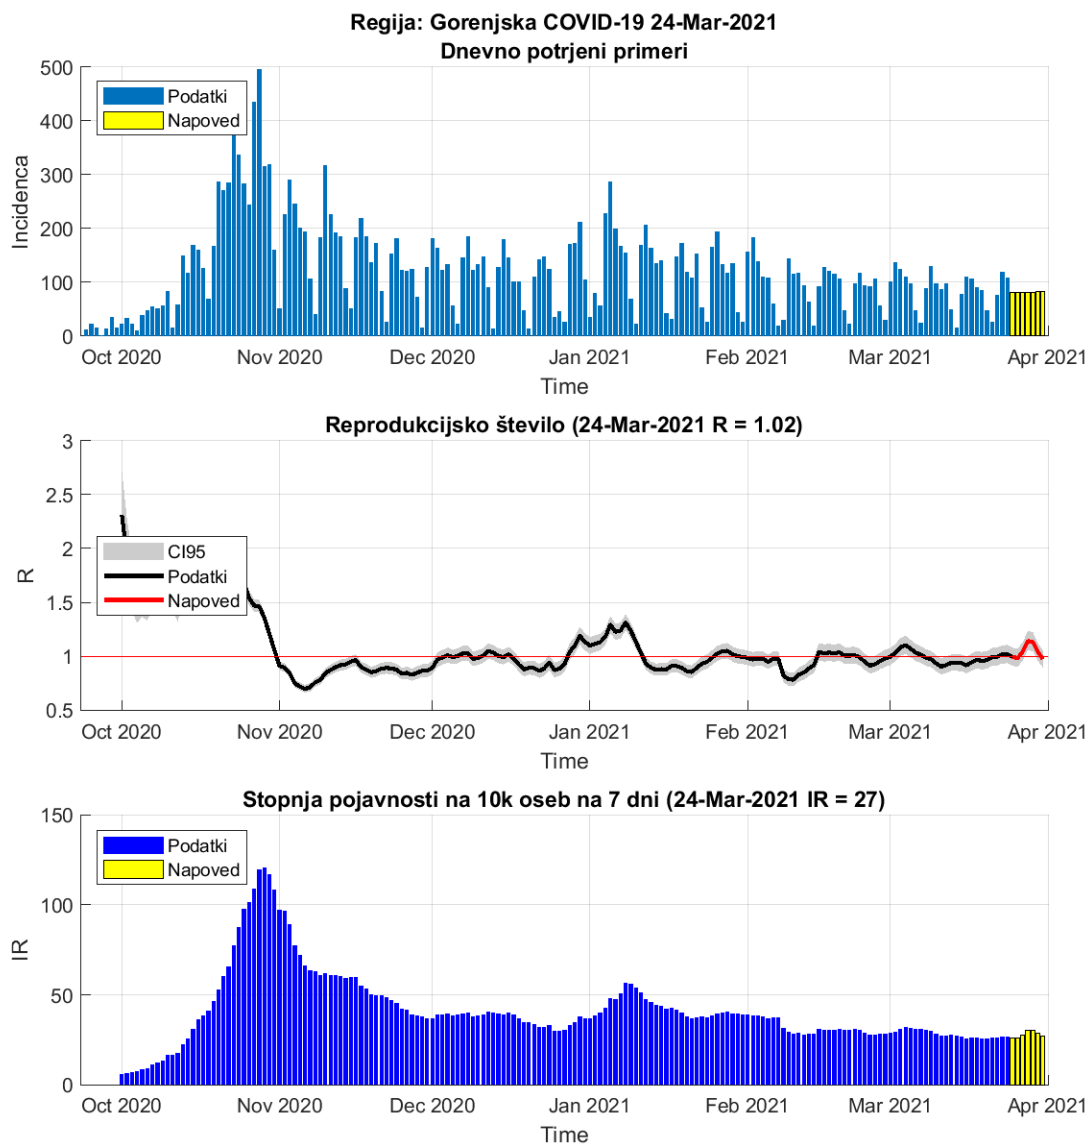 Regija: Gorenjska COVID-19 24-Mar-2021
Dnevno potrjeni primeri
500
400
300
200
100
0
Incidenca
Podatki
Napoved
Oct 2020 Nov 2020 Dec 2020 Jan 2021 Feb 2021 Mar 2021 Apr 2021
Time
Reprodukcijsko število (24-Mar-2021 R = 1.02)
3
2.5
2
1.5
1
0.5
R
CI95
Podatki
Napoved
Oct 2020 Nov 2020 Dec 2020 Jan 2021 Feb 2021 Mar 2021 Apr 2021
Time
Stopnja pojavnosti na 10k oseb na 7 dni (24-Mar-2021 IR = 27)
150
100
50
0
IR
Podatki
Napoved
Oct 2020 Nov 2020 Dec 2020 Jan 2021 Feb 2021 Mar 2021 Apr 2021
Time